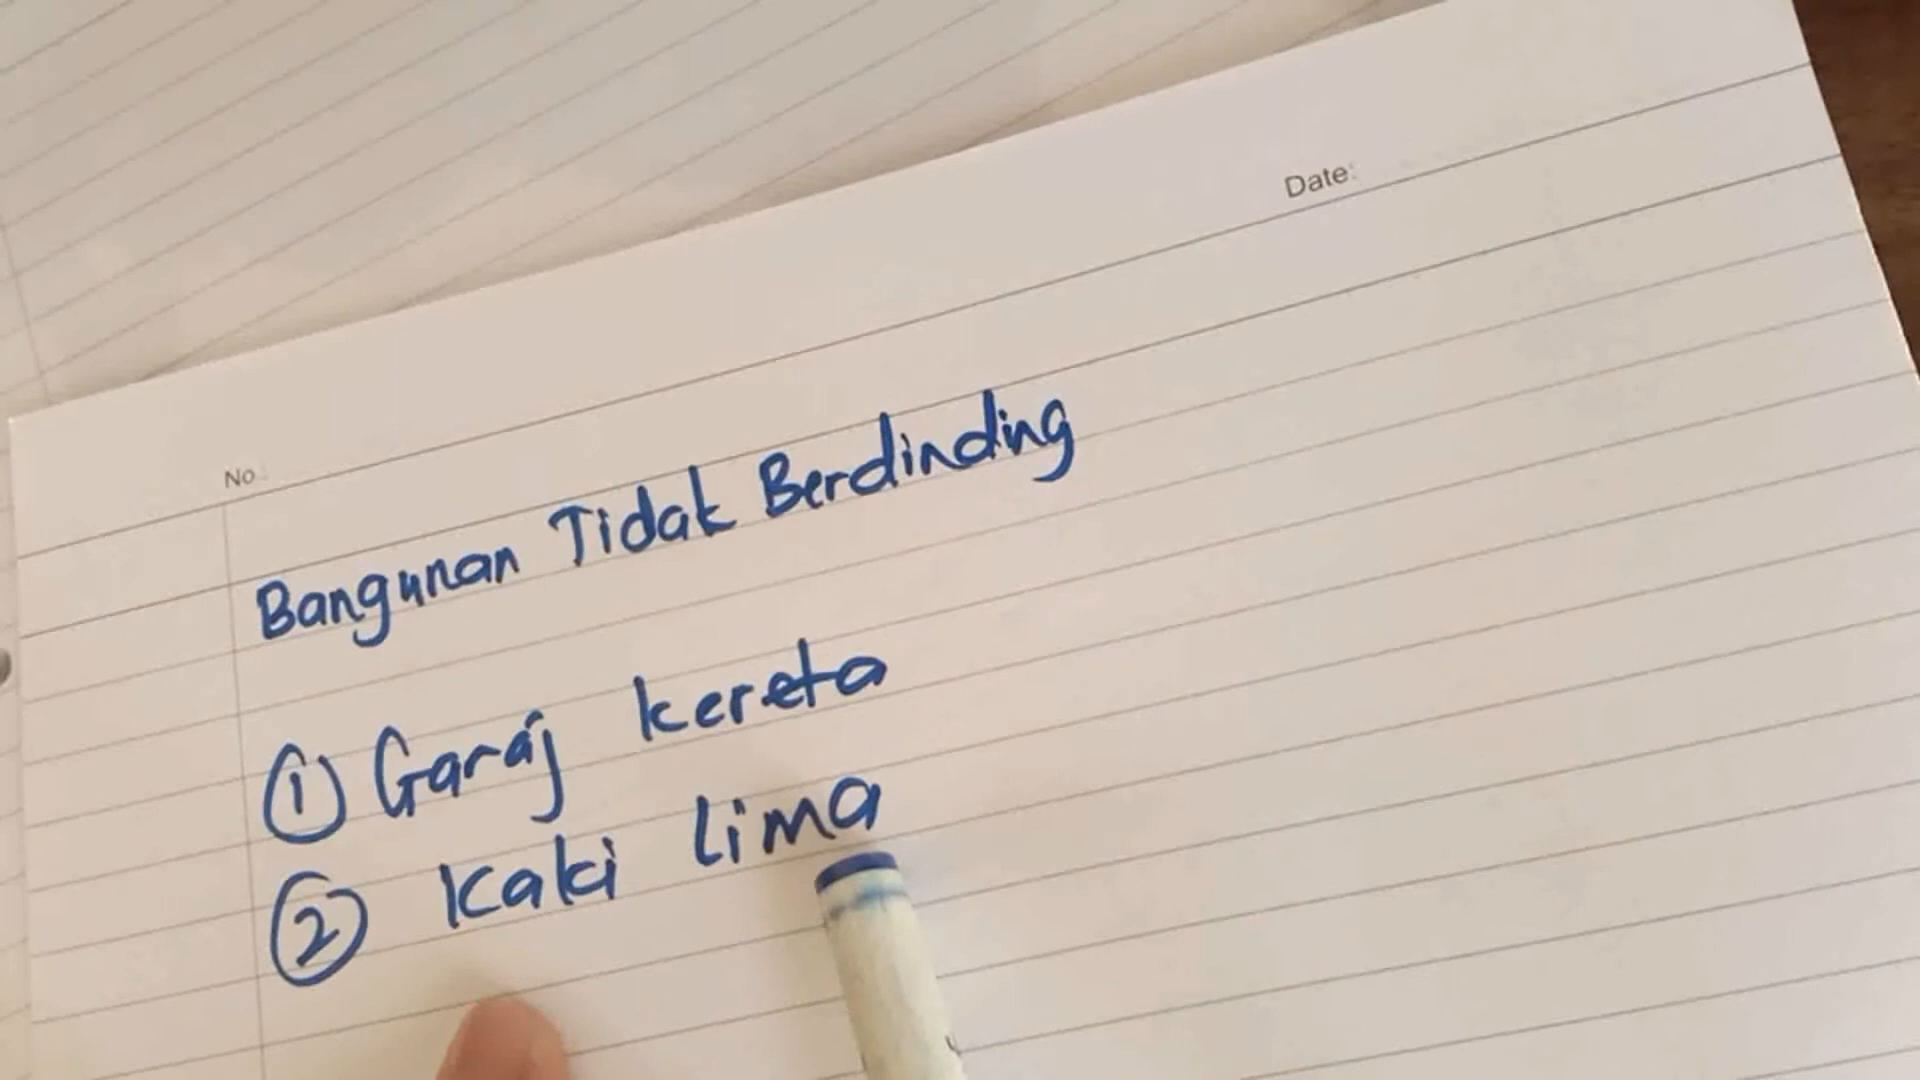 Date:
No
Bangunan Tidak Berdinding
① Garaj kereta
② Kaki lima